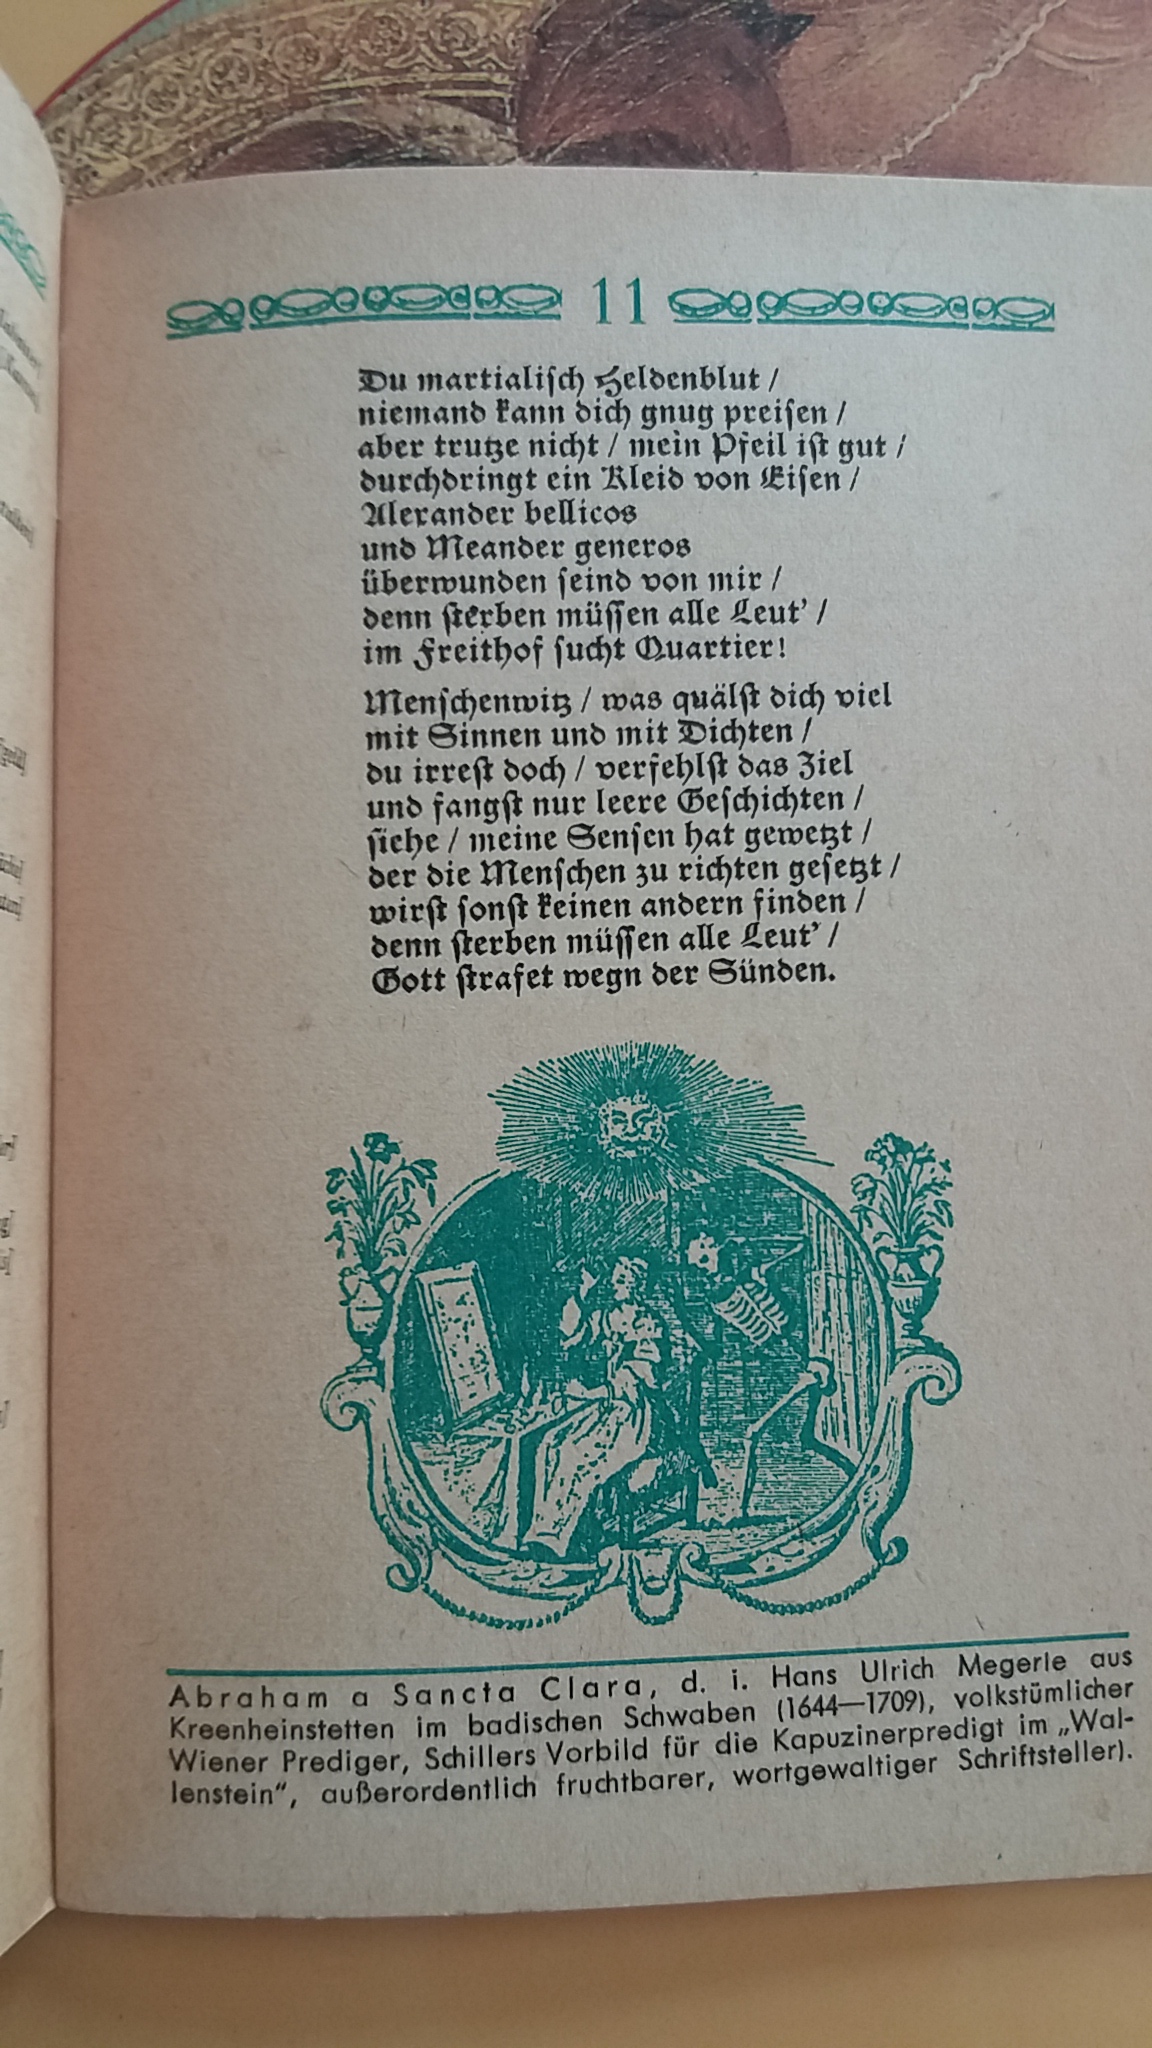 11
Du martialisch Heldenblut /
niemand kann dich gnug preisen /
aber trutze nicht / mein Pfeil ist gut /
durchdringt ein Kleid von Eisen /
Alexander bellicos
und Meander generos
überwunden seind von mir /
denn sterben müssen alle Leut' /
im Freithof sucht Quartier!
Menschenwitz / was quälst dich viel
mit Sinnen und mit Dichten /
du irrest doch / verfehlst das Ziel
und fangst nur leere Geschichten /
siehe / meine Sensen hat gewetzt /
der die Menschen zu richten gesetzt /
wirst sonst keinen andern finden /
denn sterben müssen alle Leut' /
Gott strafet wegn der Sünden.
Abraham a Sancta Clara, d. i. Hans Ulrich Megerle aus
Kreenheinstetten im badischen Schwaben (1644—1709), volkstümlicher
Wiener Prediger, Schillers Vorbild für die Kapuzinerpredigt im „Wal-
lenstein“, außerordentlich fruchtbarer, wortgewaltiger Schriftsteller).